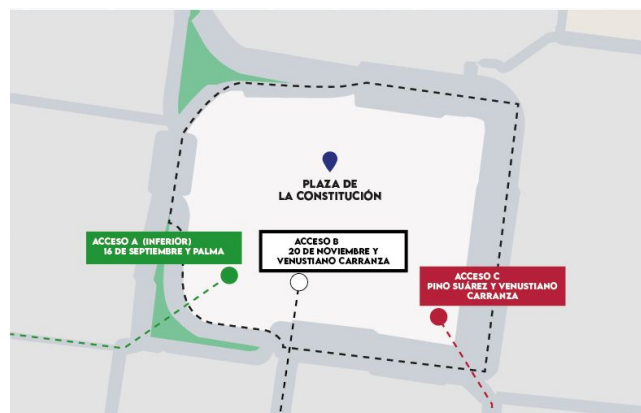 PLAZA DE
LA CONSTITUCIÓN
ACCESO A (INFERIOR)
16 DE SEPTIEMBRE Y PALMA
ACCESO B
20 DE NOVIEMBRE Y
VENUSTIANO CARRANZA
ACCESO C
PINO SUÁREZ Y VENUSTIANO
CARRANZA